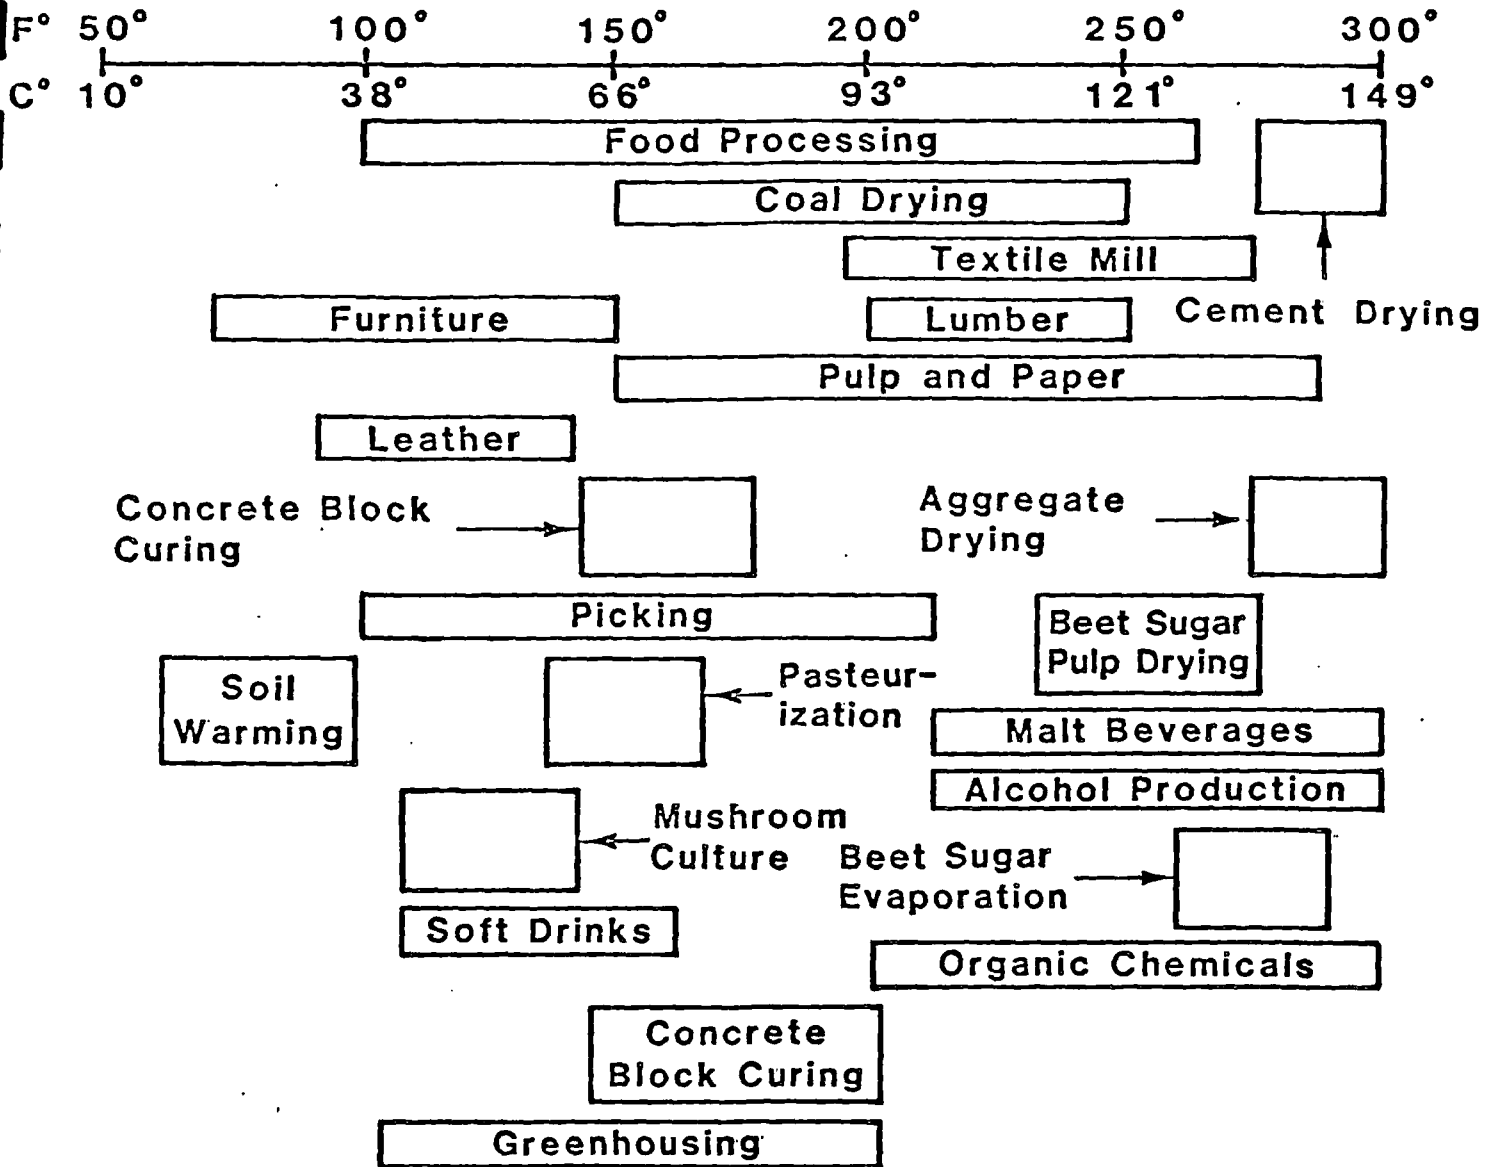 F° 50° 100° 150° 200° 250° 300°
C° 10° 38° 66° 93° 121° 149°
Food Processing
Coal Drying
Textile Mill
Cement Drying
Furniture
Lumber
Pulp and Paper
Leather
Concrete Block
Curing
Aggregate
Drying
Picking
Beet Sugar
Pulp Drying
Soil
Warming
Pasteur-
ization
Malt Beverages
Alcohol Production
Mushroom
Culture
Beet Sugar
Evaporation
Soft Drinks
Organic Chemicals
Concrete
Block Curing
Greenhousing